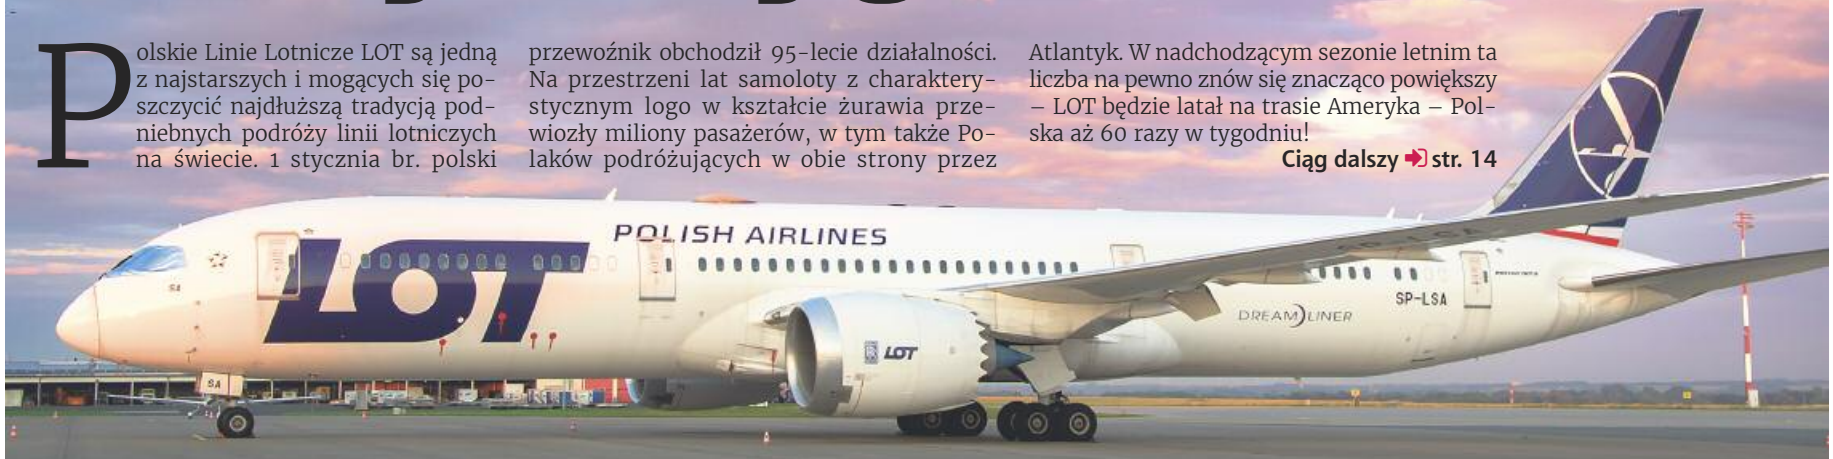 Polskie Linie Lotnicze LOT są jedną
z najstarszych i mogących się po-
szczycić najdłuższą tradycją pod-
niebnych podróży linii lotniczych
na świecie. 1 stycznia br. polski
przewoźnik obchodził 95-lecie działalności.
Na przestrzeni lat samoloty z charaktery-
stycznym logo w kształcie żurawia prze-
wiozły miliony pasażerów, w tym także Po-
laków podróżujących w obie strony przez
Atlantyk. W nadchodzącym sezonie letnim ta
liczba na pewno znów się znacząco powiększy
– LOT będzie latał na trasie Ameryka – Pol-
ska aż 60 razy w tygodniu!
Ciąg dalszy str. 14
POLISH AIRLINES
LOT
SP-LSA
SA
SP-LSA
DREAMLINER
LOT
SA